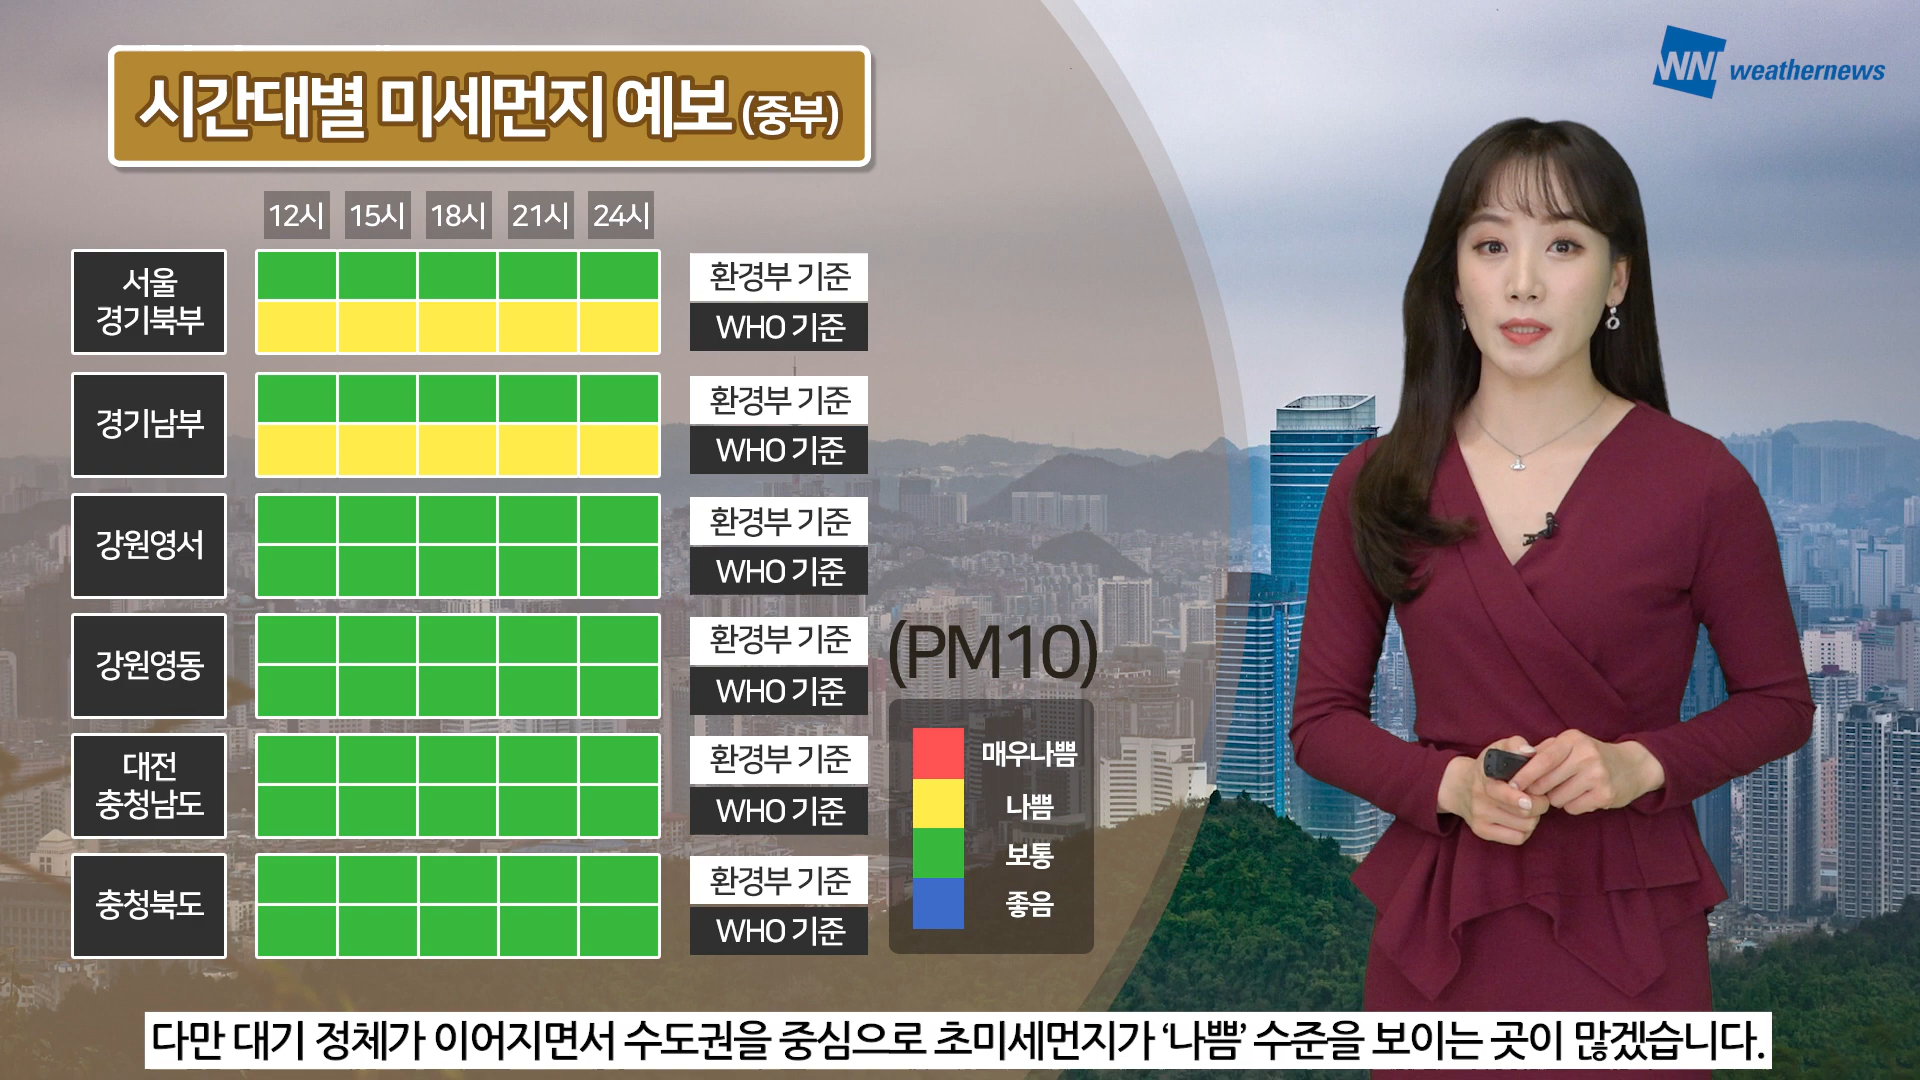 시간대별 미세먼지 예보 (중부)
WN weathernews
12시 15시 18시 21시 24시
서울
경기북부
환경부 기준
WHO 기준
경기남부
환경부 기준
WHO 기준
강원영서
환경부 기준
WHO 기준
강원영동
환경부 기준
WHO 기준
대전
충청남도
환경부 기준
WHO 기준
충청북도
환경부 기준
WHO 기준
(PM10)
매우나쁨
나쁨
보통
좋음
다만 대기 정체가 이어지면서 수도권을 중심으로 초미세먼지가 ‘나쁨’ 수준을 보이는 곳이 많겠습니다.